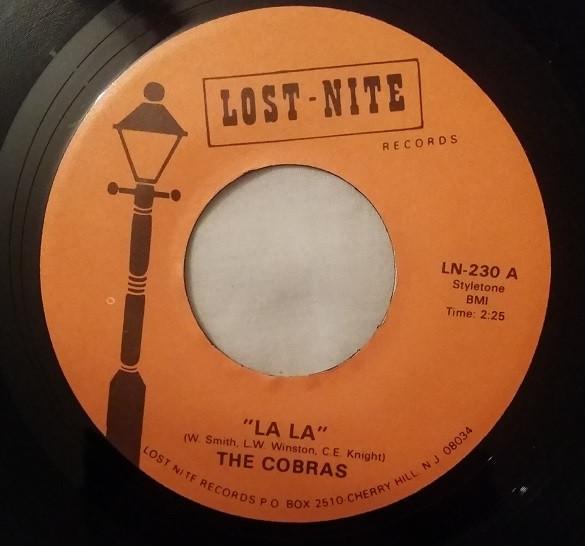 LOST-NITE
RECORDS
LN-230 A
Styletone
BMI
Time: 2:25
"LA LA"
(W. Smith, L.W. Winston, C.E. Knight)
THE COBRAS
LOST NITE RECORDS P O BOX 2510·CHERRY HILL, N J 08034